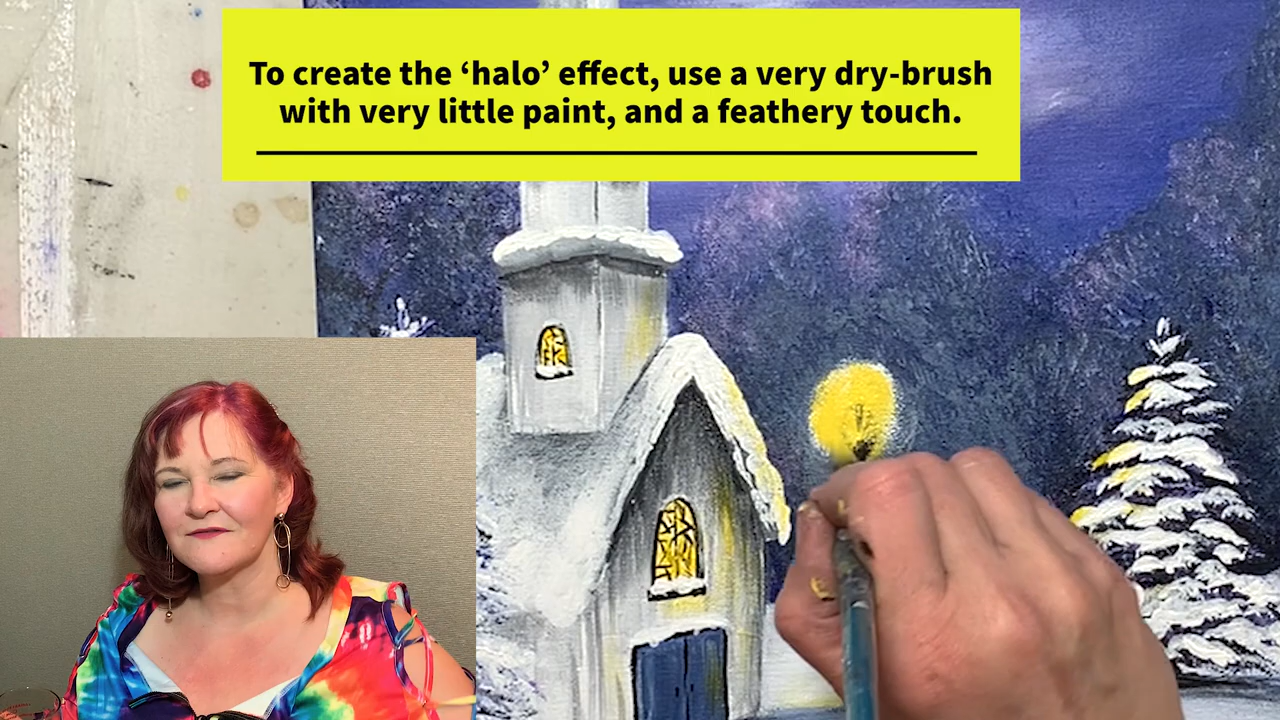 To create the ‘halo’ effect, use a very dry-brush
with very little paint, and a feathery touch.